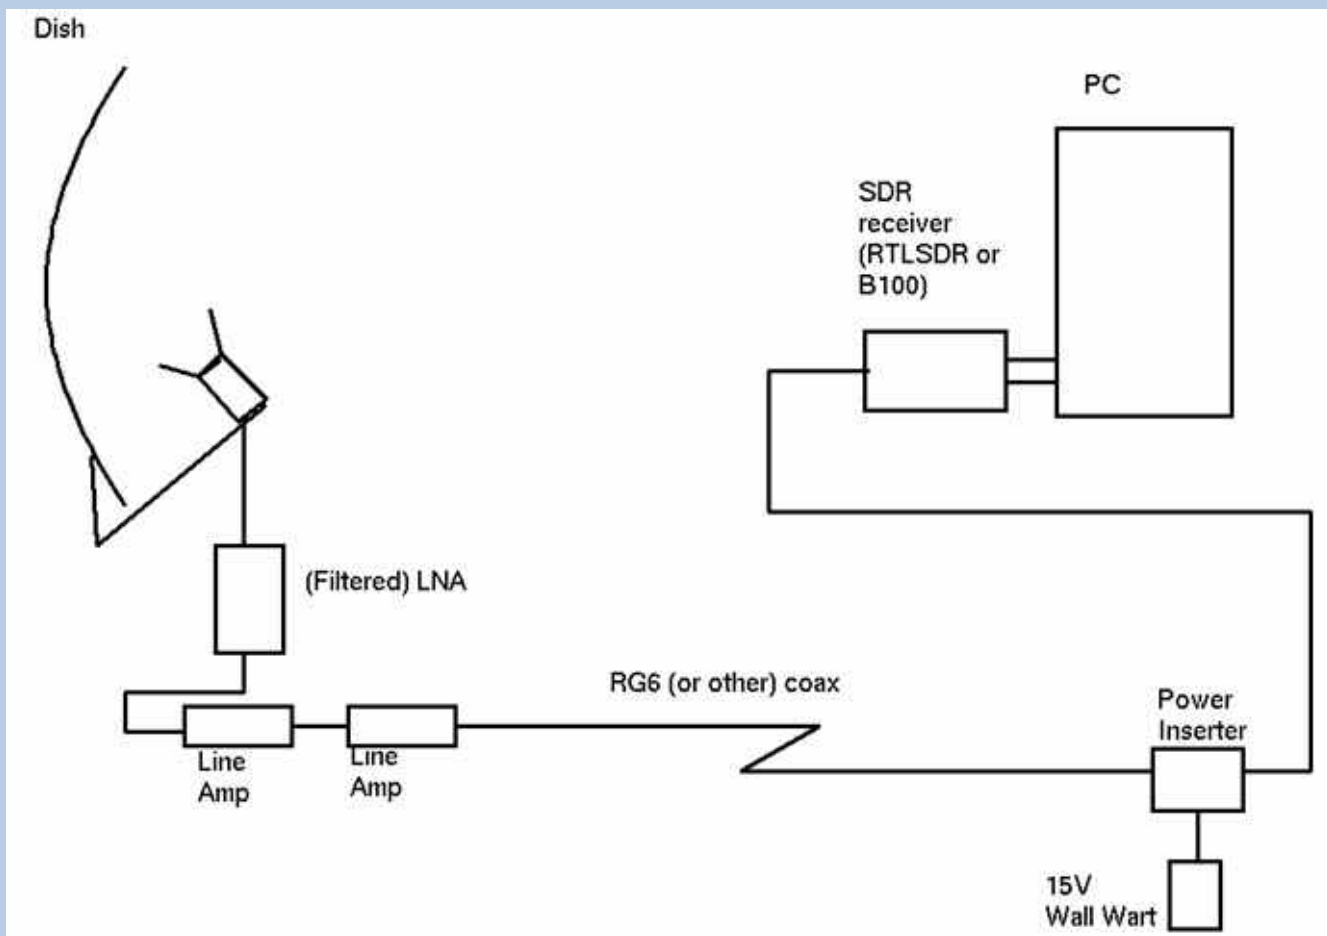 Dish
PC
SDR
receiver
(RTLSDR or
B100)
(Filtered) LNA
RG6 (or other) coax
Power
Inserter
Line
Amp
Line
Amp
15V
Wall Wart